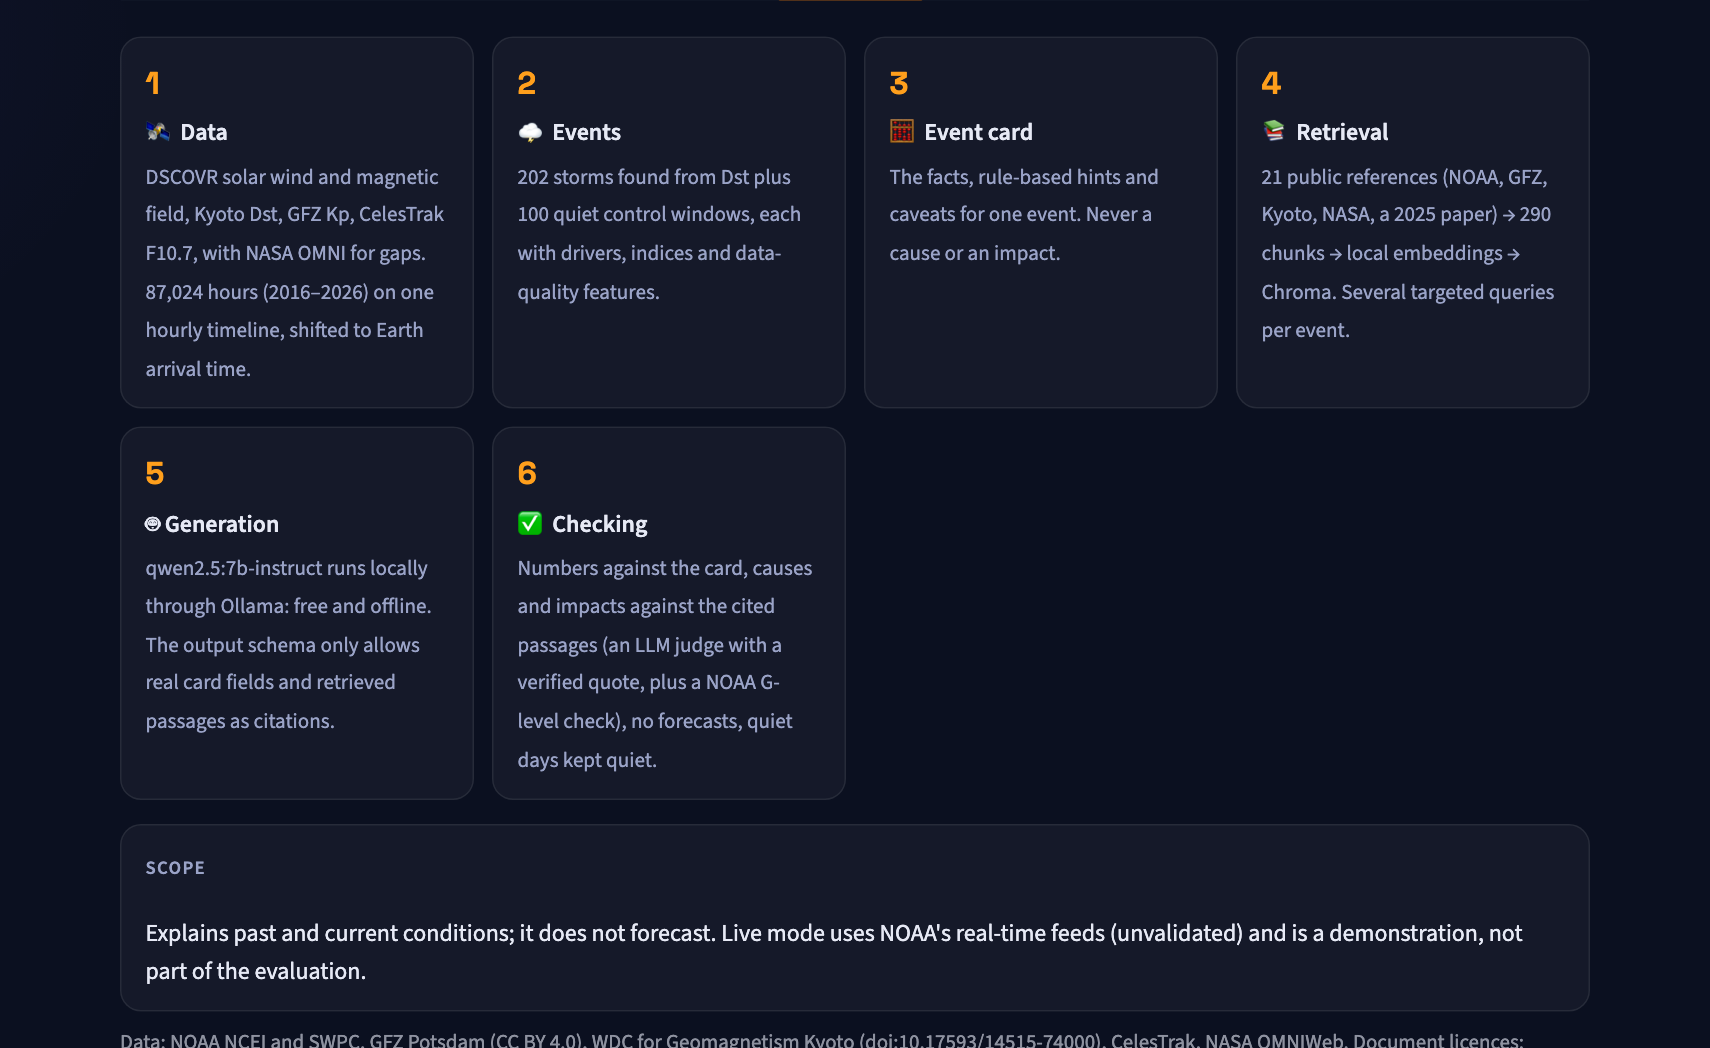 1
Data
DSCOVR solar wind and magnetic
field, Kyoto Dst, GFZ Kp, CelesTrak
F10.7, with NASA OMNI for gaps.
87,024 hours (2016–2026) on one
hourly timeline, shifted to Earth
arrival time.
2
Events
202 storms found from Dst plus
100 quiet control windows, each
with drivers, indices and data-
quality features.
3
Event card
The facts, rule-based hints and
caveats for one event. Never a
cause or an impact.
4
Retrieval
21 public references (NOAA, GFZ,
Kyoto, NASA, a 2025 paper) → 290
chunks → local embeddings →
Chroma. Several targeted queries
per event.
5
Generation
qwen2.5:7b-instruct runs locally
through Ollama: free and offline.
The output schema only allows
real card fields and retrieved
passages as citations.
6
Checking
Numbers against the card, causes
and impacts against the cited
passages (an LLM judge with a
verified quote, plus a NOAA G-
level check), no forecasts, quiet
days kept quiet.
SCOPE
Explains past and current conditions; it does not forecast. Live mode uses NOAA's real-time feeds (unvalidated) and is a demonstration, not
part of the evaluation.
Data: NOAA NCEI and SWPC, GFZ Potsdam (CC BY 4.0), WDC for Geomagnetism Kyoto (doi:10.17593/14515-74000), CelesTrak, NASA OMNIWeb. Document licences: